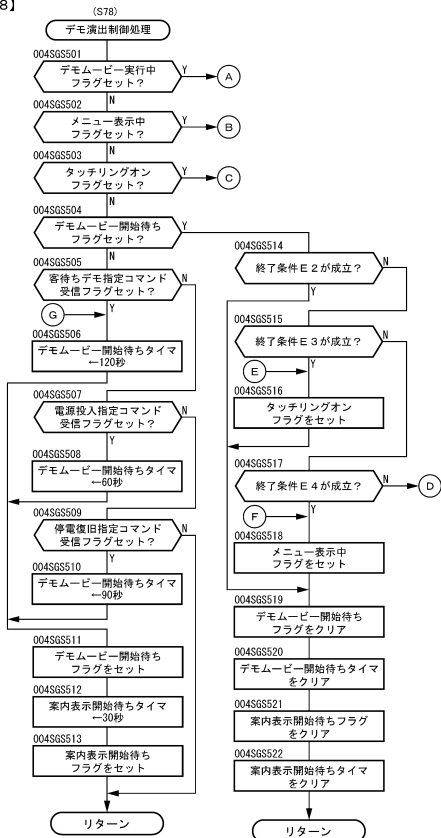 8】
(S78)
デモ演出制御処理
004SGS501
デモムービー実行中
フラグセット？
Y
A
N
004SGS502
メニュー表示中
フラグセット？
Y
B
N
004SGS503
タッチリングオン
フラグセット？
Y
C
N
004SGS504
デモムービー開始待ち
フラグセット？
Y
N
004SGS505
客待ちデモ指定コマンド
受信フラグセット？
N
Y
G
004SGS506
デモムービー開始待ちタイマ
←120秒
004SGS507
電源投入指定コマンド
受信フラグセット？
N
Y
004SGS508
デモムービー開始待ちタイマ
←60秒
004SGS509
停電復旧指定コマンド
受信フラグセット？
N
Y
004SGS510
デモムービー開始待ちタイマ
←90秒
004SGS511
デモムービー開始待ち
フラグをセット
004SGS512
案内表示開始待ちタイマ
←30秒
004SGS513
案内表示開始待ち
フラグをセット
リターン
004SGS514
終了条件Ｅ２が成立？
N
Y
004SGS515
終了条件Ｅ３が成立？
N
Y
E
004SGS516
タッチリングオン
フラグをセット
004SGS517
終了条件Ｅ４が成立？
N
D
Y
F
004SGS518
メニュー表示中
フラグをセット
004SGS519
デモムービー開始待ち
フラグをクリア
004SGS520
デモムービー開始待ちタイマ
をクリア
004SGS521
案内表示開始待ちフラグ
をクリア
004SGS522
案内表示開始待ちタイマ
をクリア
リターン